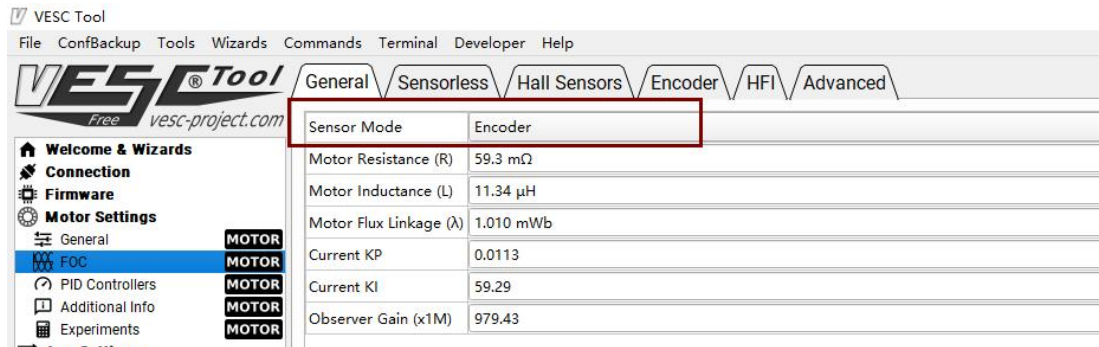 VESC Tool
File ConfBackup Tools Wizards Commands Terminal Developer Help
VESC® Tool
Free vesc-project.com
General Sensorless Hall Sensors Encoder HFI Advanced
Welcome & Wizards
Connection
Firmware
Motor Settings
General MOTOR
FOC MOTOR
PID Controllers MOTOR
Additional Info MOTOR
Experiments MOTOR
Sensor Mode Encoder
Motor Resistance (R) 59.3 mΩ
Motor Inductance (L) 11.34 μH
Motor Flux Linkage (λ) 1.010 mWb
Current KP 0.0113
Current KI 59.29
Observer Gain (x1M) 979.43